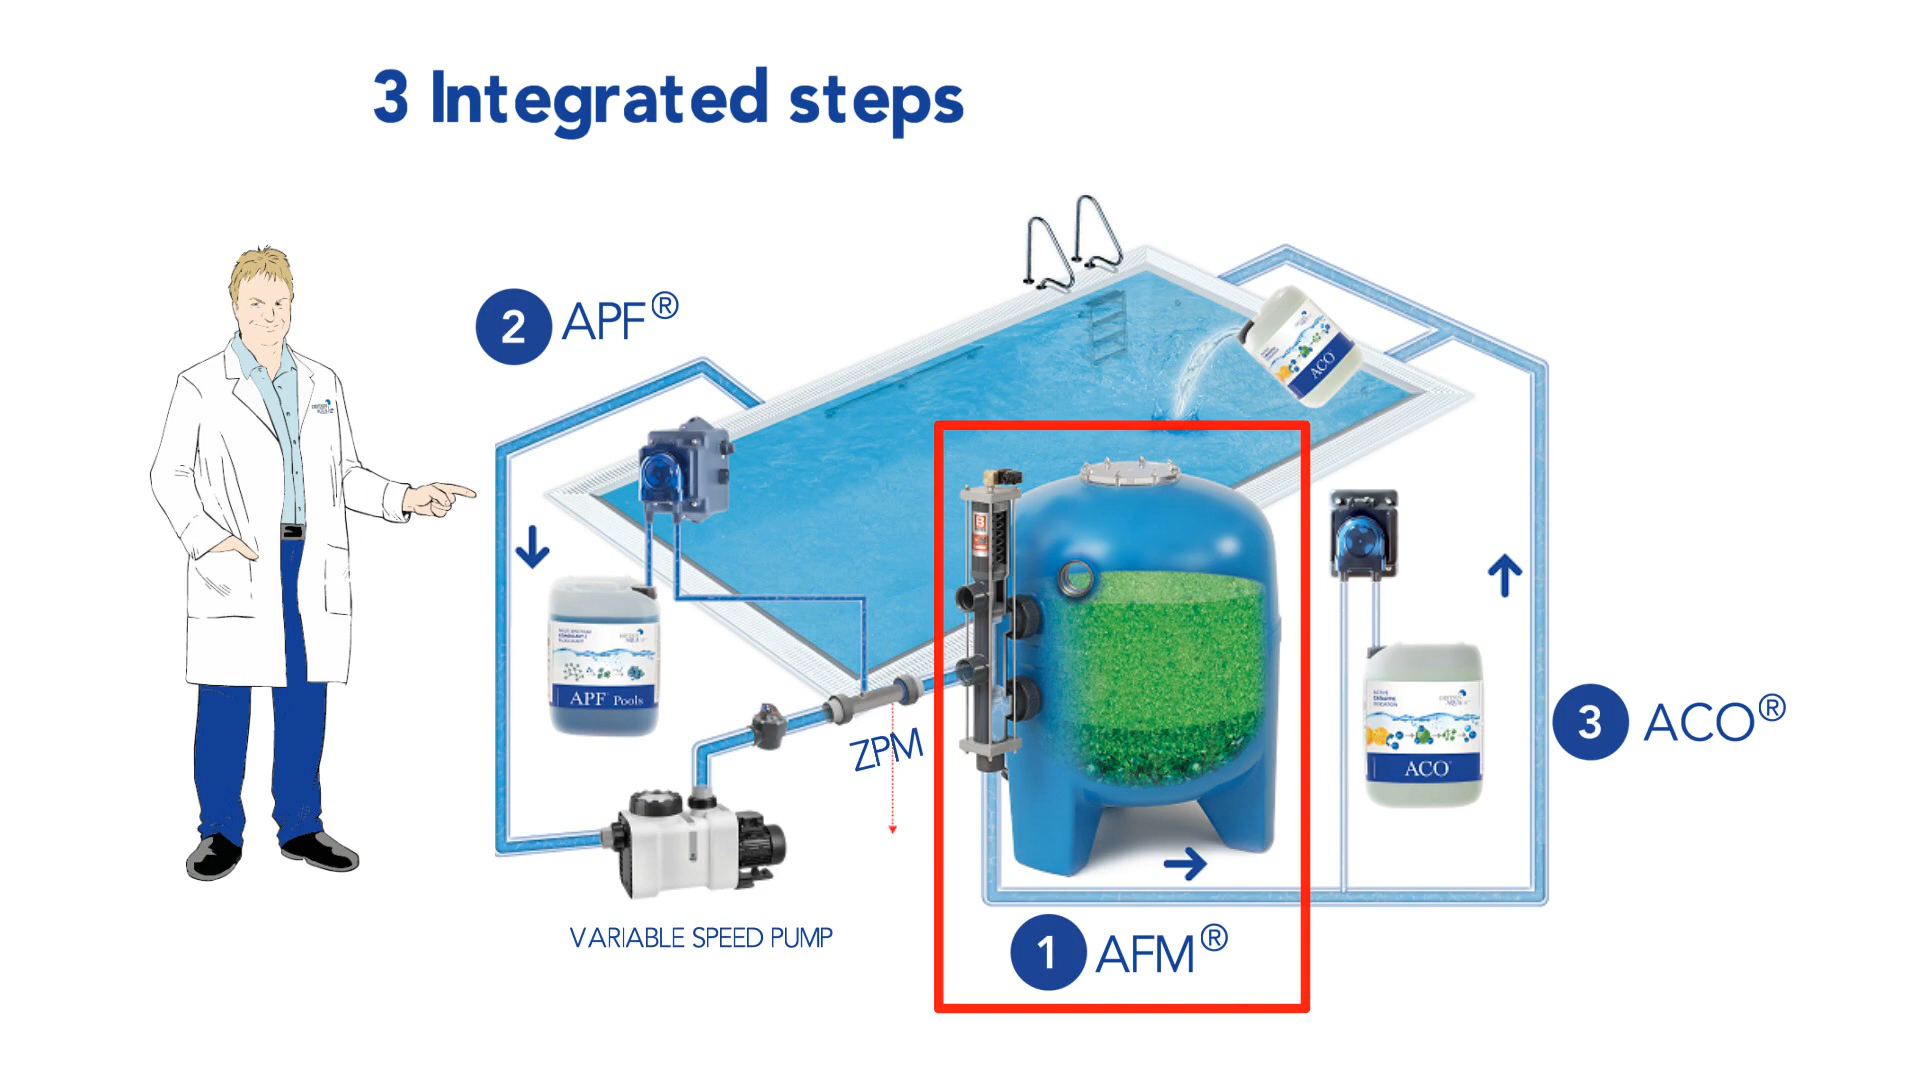 3 Integrated steps
2 APF®
ACO
B
APF Pools
ZPM
ACO
3 ACO®
VARIABLE SPEED PUMP
1 AFM®